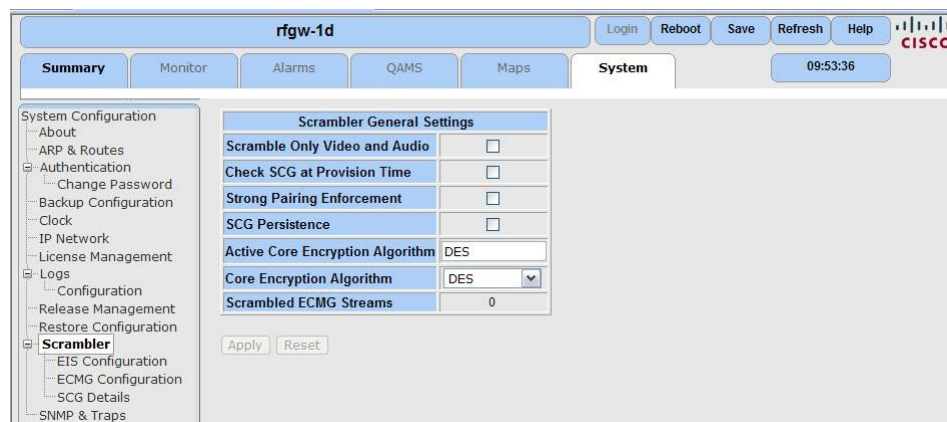 rfgw-1d
Login Reboot Save Refresh Help
CISCO
Summary Monitor Alarms QAMS Maps System 09:53:36
System Configuration
About
ARP & Routes
Authentication
Change Password
Backup Configuration
Clock
IP Network
License Management
Logs
Configuration
Release Management
Restore Configuration
Scrambler
EIS Configuration
ECMG Configuration
SCG Details
SNMP & Traps
Scrambler General Settings
Scramble Only Video and Audio
Check SCG at Provision Time
Strong Pairing Enforcement
SCG Persistence
Active Core Encryption Algorithm DES
Core Encryption Algorithm DES
Scrambled ECMG Streams 0
Apply Reset